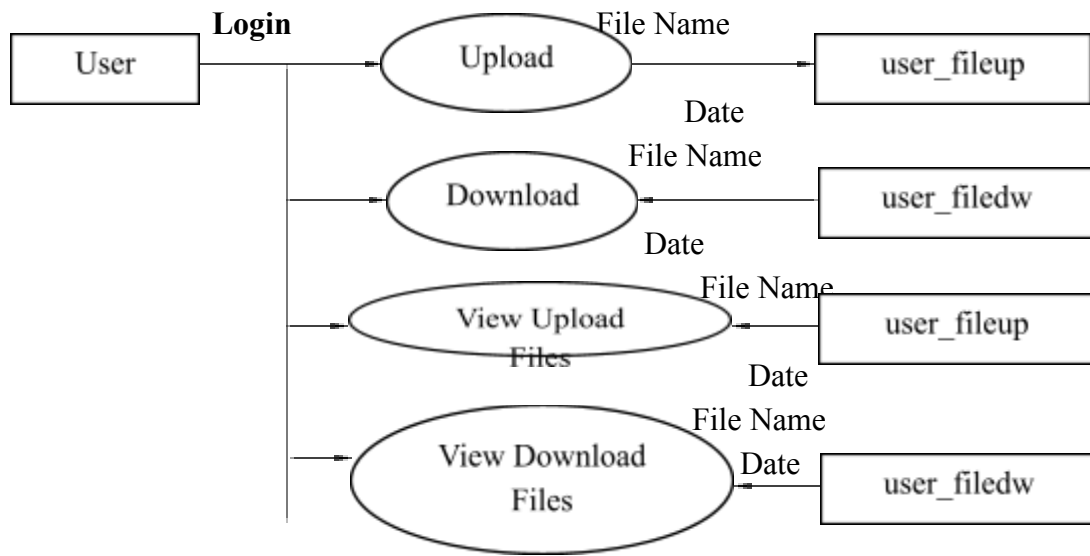 Login
File Name
User
Upload
user_fileup
Date
File Name
Download
user_filedw
Date
File Name
View Upload
Files
user_fileup
Date
File Name
View Download
Files
Date
user_filedw